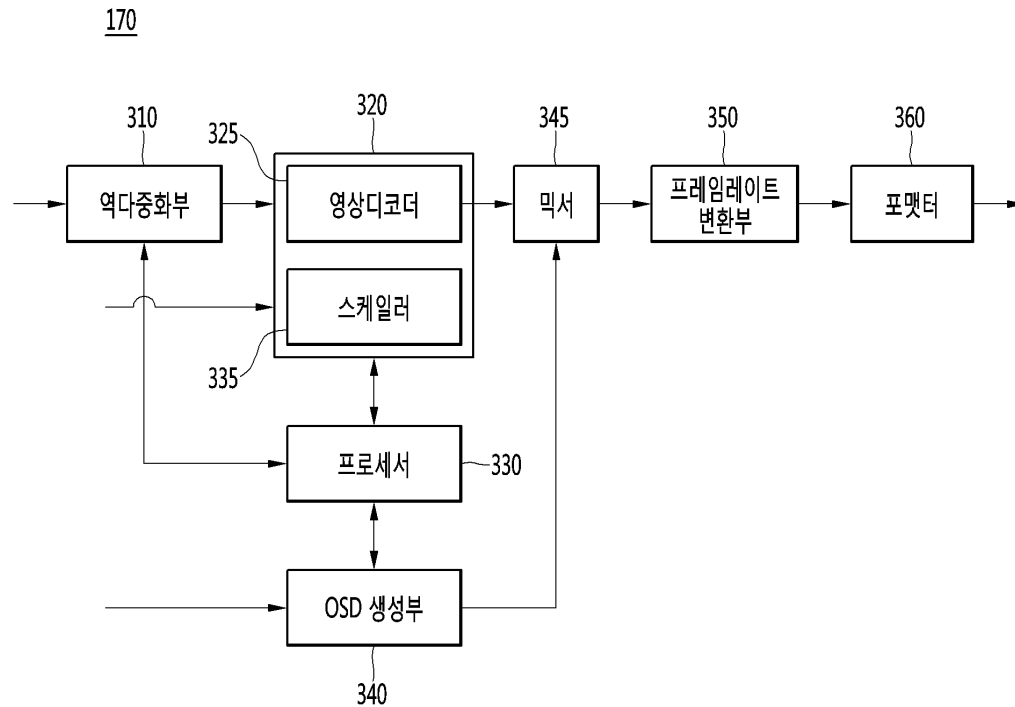 170
310
320
325
345
350
360
역다중화부
영상디코더
믹서
프레임레이트
변환부
포맷터
스케일러
335
프로세서
330
OSD 생성부
340